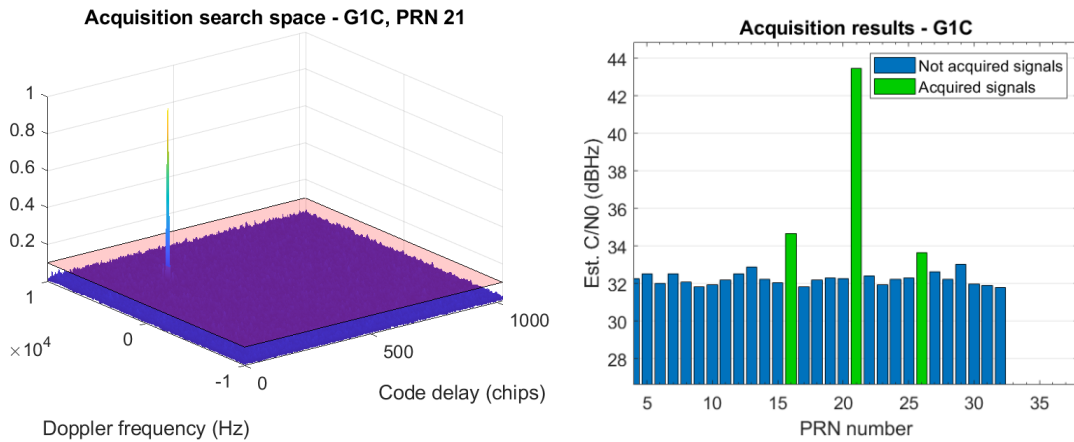 Acquisition search space - G1C, PRN 21
1
0.8
0.6
0.4
0.2
1
0
-1
×10⁴
0
500
1000
Code delay (chips)
Doppler frequency (Hz)
Acquisition results - G1C
Not acquired signals
Acquired signals
44
42
40
38
36
34
32
30
28
Est. C/N0 (dBHz)
5 10 15 20 25 30 35
PRN number